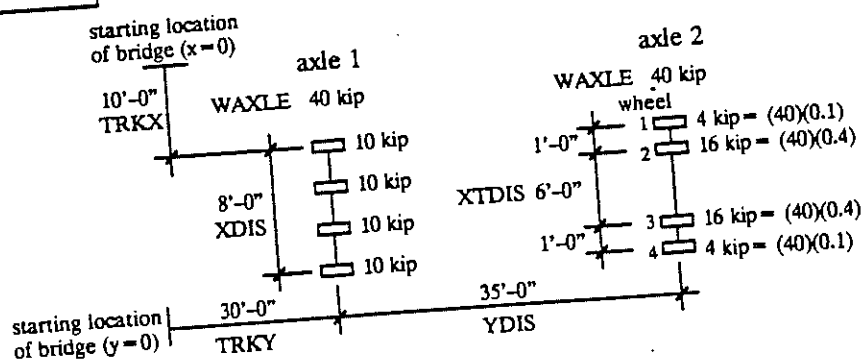 starting location
of bridge (x=0)
axle 1
axle 2
10'-0"
TRKX
WAXLE 40 kip
WAXLE 40 kip
wheel
10 kip
10 kip
10 kip
10 kip
8'-0"
XDIS
1'-0"
XTDIS 6'-0"
1'-0"
1 4 kip= (40)(0.1)
2 16 kip= (40)(0.4)
3 16 kip= (40)(0.4)
4 4 kip= (40)(0.1)
starting location
of bridge (y=0)
30'-0"
TRKY
35'-0"
YDIS